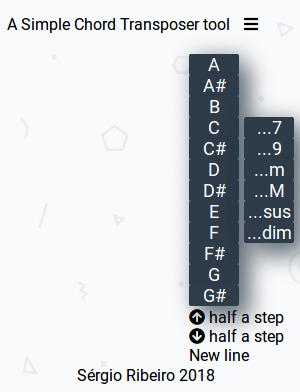 A Simple Chord Transposer tool
A
A#
B
C
C#
D
D#
E
F
F#
G
G#
...7
...9
...m
...M
...sus
...dim
half a step
half a step
New line
Sérgio Ribeiro 2018